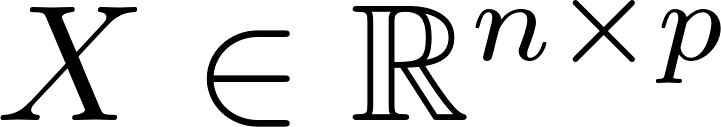 X ∈ ℝ^{n×p}